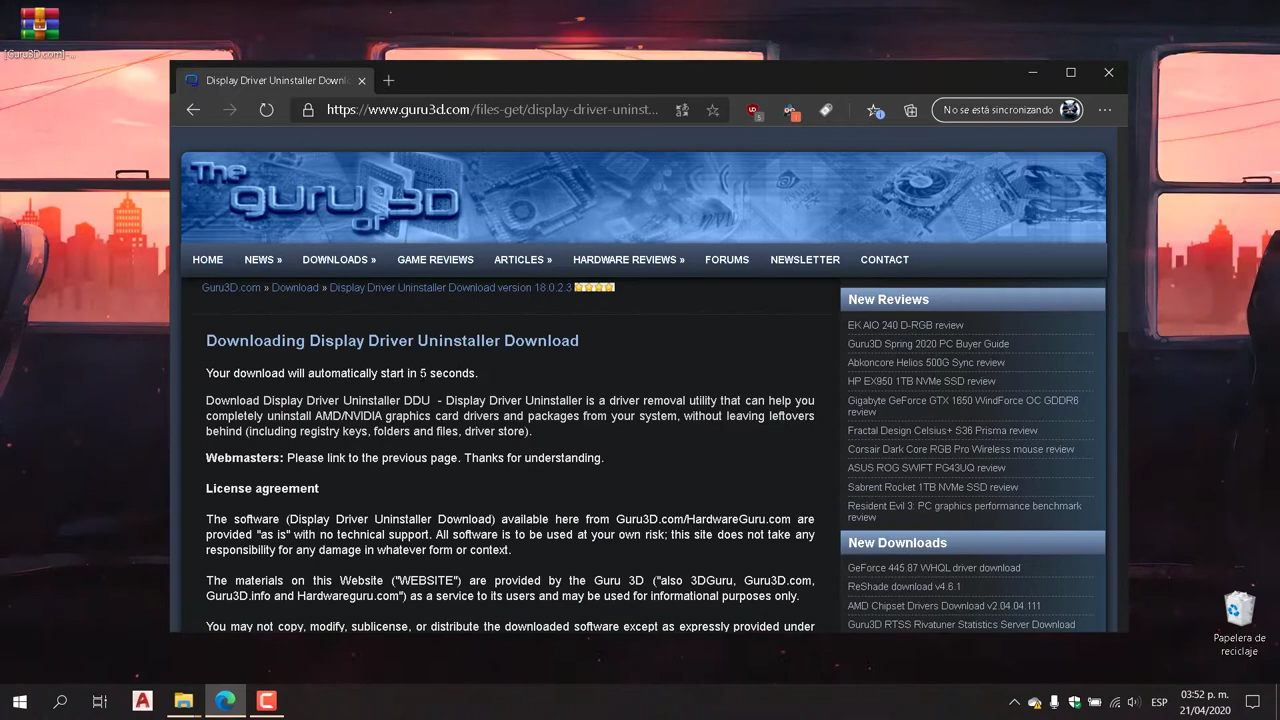 [Guru3D.com]-...
Display Driver Uninstaller Downl
https://www.guru3d.com/files-get/display-driver-uninst...
5
No se está sincronizando
The guru of 3D
HOME
NEWS »
DOWNLOADS »
GAME REVIEWS
ARTICLES »
HARDWARE REVIEWS »
FORUMS
NEWSLETTER
CONTACT
Guru3D.com » Download » Display Driver Uninstaller Download version 18.0.2.3
Downloading Display Driver Uninstaller Download
Your download will automatically start in 5 seconds.
Download Display Driver Uninstaller DDU - Display Driver Uninstaller is a driver removal utility that can help you
completely uninstall AMD/NVIDIA graphics card drivers and packages from your system, without leaving leftovers
behind (including registry keys, folders and files, driver store).
Webmasters: Please link to the previous page. Thanks for understanding.
License agreement
The software (Display Driver Uninstaller Download) available here from Guru3D.com/HardwareGuru.com are
provided "as is" with no technical support. All software is to be used at your own risk; this site does not take any
responsibility for any damage in whatever form or context.
The materials on this Website ("WEBSITE") are provided by the Guru 3D ("also 3DGuru, Guru3D.com,
Guru3D.info and Hardwareguru.com") as a service to its users and may be used for informational purposes only.
You may not copy, modify, sublicense, or distribute the downloaded software except as expressly provided under
New Reviews
EK AIO 240 D-RGB review
Guru3D Spring 2020 PC Buyer Guide
Abkoncore Helios 500G Sync review
HP EX950 1TB NVMe SSD review
Gigabyte GeForce GTX 1650 WindForce OC GDDR6
review
Fractal Design Celsius+ S36 Prisma review
Corsair Dark Core RGB Pro Wireless mouse review
ASUS ROG SWIFT PG43UQ review
Sabrent Rocket 1TB NVMe SSD review
Resident Evil 3: PC graphics performance benchmark
review
New Downloads
GeForce 445.87 WHQL driver download
ReShade download v4.6.1
AMD Chipset Drivers Download v2.04.04.111
Guru3D RTSS Rivatuner Statistics Server Download
Papelera de
reciclaje
ESP
03:52 p. m.
21/04/2020